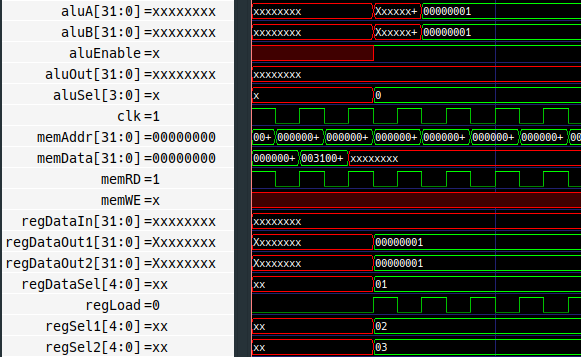 aluA[31:0]=xxxxxxxx xxxxxxxx Xxxxxx+ 00000001
aluB[31:0]=xxxxxxxx xxxxxxxx Xxxxxx+ 00000001
aluEnable=x
aluOut[31:0]=xxxxxxxx xxxxxxxx
aluSel[3:0]=x x 0
clk=1
memAddr[31:0]=00000000 00+ 000000+ 000000+ 000000+ 000000+ 000000+ 000000+ 00
memData[31:0]=00000000 000000+ 003100+ xxxxxxxx
memRD=1
memWE=x
regDataIn[31:0]=xxxxxxxx xxxxxxxx
regDataOut1[31:0]=Xxxxxxxx Xxxxxxxx 00000001
regDataOut2[31:0]=Xxxxxxxx Xxxxxxxx 00000001
regDataSel[4:0]=xx xx 01
regLoad=0
regSel1[4:0]=xx xx 02
regSel2[4:0]=xx xx 03